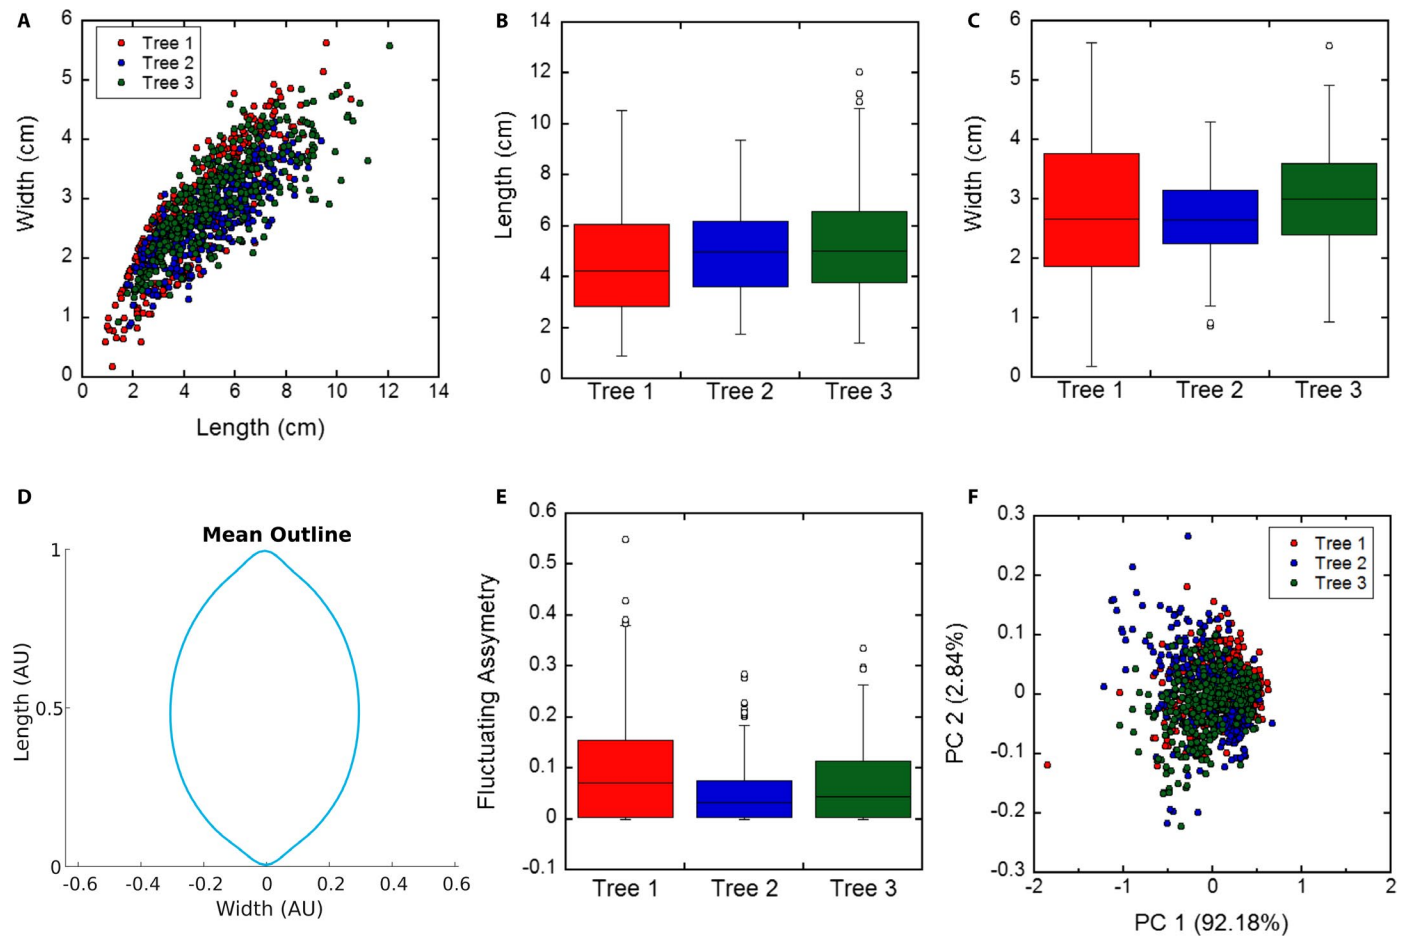 A
6
5
4
3
2
1
0
Width (cm)
Tree 1
Tree 2
Tree 3
0 2 4 6 8 10 12 14
Length (cm)
B
14
12
10
8
6
4
2
0
Length (cm)
Tree 1 Tree 2 Tree 3
C
6
5
4
3
2
1
0
Width (cm)
Tree 1 Tree 2 Tree 3
D
Mean Outline
1
0.5
0
Length (AU)
-0.6 -0.4 -0.2 0 0.2 0.4 0.6
Width (AU)
E
0.6
0.5
0.4
0.3
0.2
0.1
0
-0.1
Fluctuating Assymetry
Tree 1 Tree 2 Tree 3
F
0.3
0.2
0.1
0
-0.1
-0.2
-0.3
PC 2 (2.84%)
Tree 1
Tree 2
Tree 3
-2 -1 0 1 2
PC 1 (92.18%)